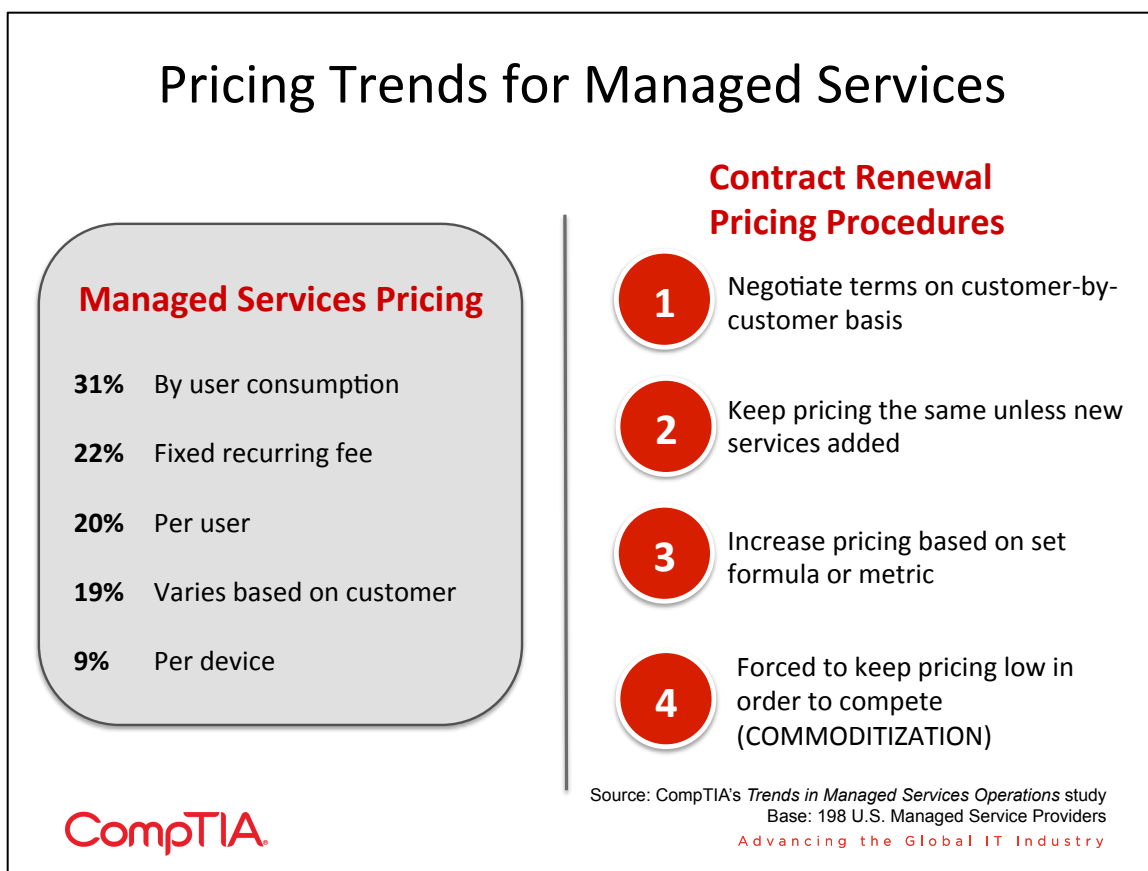 Pricing Trends for Managed Services
Managed Services Pricing
31% By user consumption
22% Fixed recurring fee
20% Per user
19% Varies based on customer
9% Per device
Contract Renewal
Pricing Procedures
1 Negotiate terms on customer-by-
customer basis
2 Keep pricing the same unless new
services added
3 Increase pricing based on set
formula or metric
4 Forced to keep pricing low in
order to compete
(COMMODITIZATION)
Source: CompTIA's Trends in Managed Services Operations study
Base: 198 U.S. Managed Service Providers
CompTIA.
Advancing the Global IT Industry